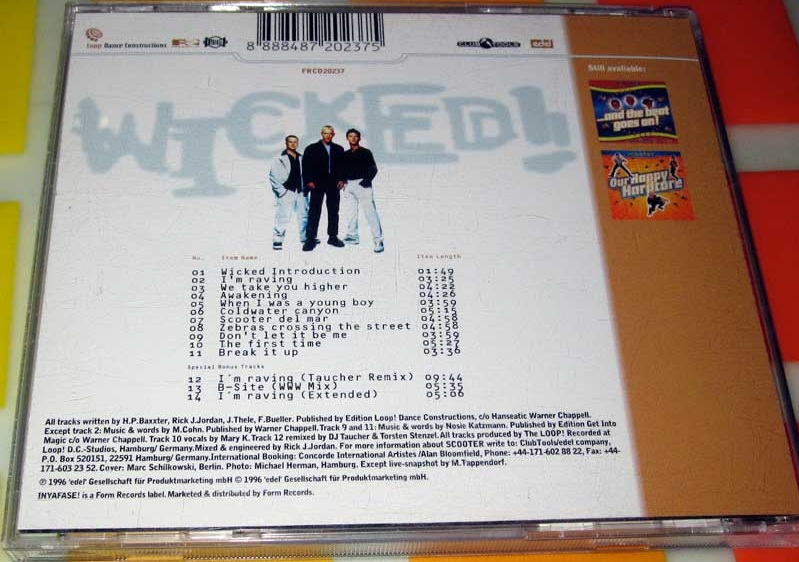 Loop Dance Constructions
8 888487 202375
CLUB TOOLS
edel
FRCD20237
Still available:
WICKED!
...and the beat
goes on!
Our Happy
Hardcore
No. Item Name Item Length
01 Wicked Introduction 01:49
02 I'm raving 03:25
03 We take you higher 04:22
04 Awakening 04:26
05 When I was a young boy 03:59
06 Coldwater canyon 05:15
07 Scooter del mar 04:58
08 Zebras crossing the street 04:58
09 Don't let it be me 03:59
10 The first time 05:27
11 Break it up 03:36
Special Bonus Tracks
12 I'm raving (Taucher Remix) 09:44
13 B-Site (WQW Mix) 05:35
14 I'm raving (Extended) 05:06
All tracks written by H.P.Baxxter, Rick J.Jordan, J.Thele, F.Bueller. Published by Edition Loop! Dance Constructions, c/o Hanseatic Warner Chappell.
Except track 2: Music & words by M.Cohn. Published by Warner Chappell. Track 9 and 11: Music & words by Nosie Katzmann. Published by Edition Get Into
Magic c/o Warner Chappell. Track 10 vocals by Mary K. Track 12 remixed by DJ Taucher & Torsten Stenzel. All tracks produced by The LOOP! Recorded at
Loop! D.C.-Studios, Hamburg/ Germany. Mixed & engineered by Rick J.Jordan. For more information about SCOOTER write to: ClubTools/edel company,
P.O. Box 520151, 22591 Hamburg/ Germany. International Booking: Concorde International Artistes /Alan Bloomfield, Phone: +44-171-602 88 22, Fax: +44-
171-603 23 52. Cover: Marc Schilkowski, Berlin. Photo: Michael Herman, Hamburg. Except live-snapshot by M.Tappendorf.
℗ 1996 'edel' Gesellschaft für Produktmarketing mbH © 1996 'edel' Gesellschaft für Produktmarketing mbH.
INYAFASE! is a Form Records label. Marketed & distributed by Form Records.